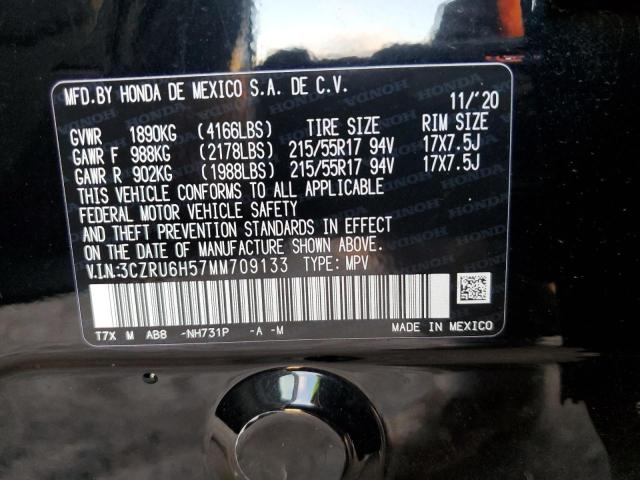 MFD.BY HONDA DE MEXICO S.A. DE C.V. 11/'20
GVWR 1890KG (4166LBS) TIRE SIZE RIM SIZE
GAWR F 988KG (2178LBS) 215/55R17 94V 17X7.5J
GAWR R 902KG (1988LBS) 215/55R17 94V 17X7.5J
THIS VEHICLE CONFORMS TO ALL APPLICABLE
FEDERAL MOTOR VEHICLE SAFETY
AND THEFT PREVENTION STANDARDS IN EFFECT
ON THE DATE OF MANUFACTURE SHOWN ABOVE.
V.I.N:3CZRU6H57MM709133 TYPE: MPV
T7X M AB8 -NH731P -A -M MADE IN MEXICO